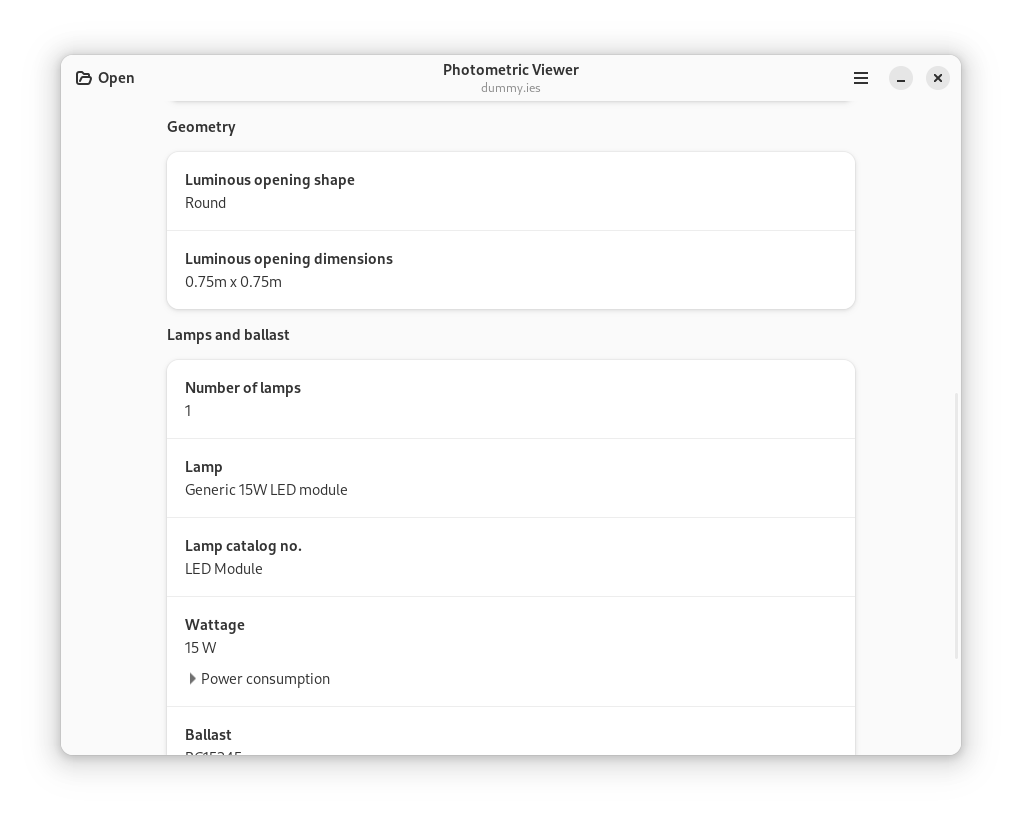 Open
Photometric Viewer
dummy.ies
Geometry
Luminous opening shape
Round
Luminous opening dimensions
0.75m x 0.75m
Lamps and ballast
Number of lamps
1
Lamp
Generic 15W LED module
Lamp catalog no.
LED Module
Wattage
15 W
Power consumption
Ballast